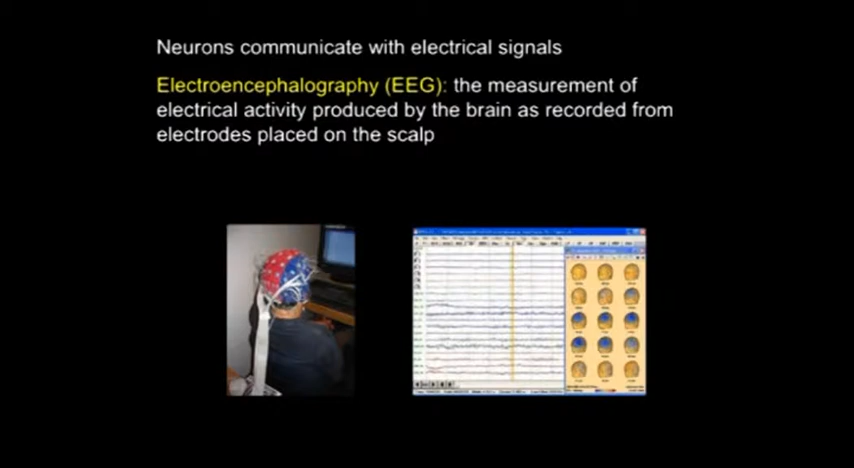 Neurons communicate with electrical signals
Electroencephalography (EEG): the measurement of
electrical activity produced by the brain as recorded from
electrodes placed on the scalp